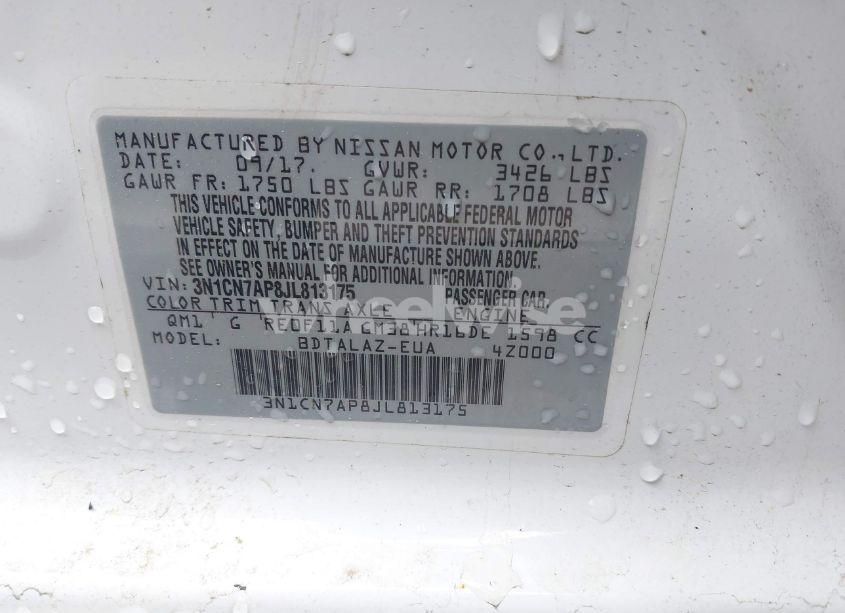 MANUFACTURED BY NISSAN MOTOR CO., LTD.
DATE: 09/17. GVWR: 3426 LBS
GAWR FR: 1750 LBS GAWR RR: 1708 LBS
THIS VEHICLE CONFORMS TO ALL APPLICABLE FEDERAL MOTOR
VEHICLE SAFETY, BUMPER AND THEFT PREVENTION STANDARDS
IN EFFECT ON THE DATE OF MANUFACTURE SHOWN ABOVE.
SEE OWNER'S MANUAL FOR ADDITIONAL INFORMATION.
VIN: 3N1CN7AP8JL813175 PASSENGER CAR
COLOR TRIM TRANS AXLE ENGINE
QM1 G RE0F11A GM38 HR16DE 1598 CC
MODEL: BDTALAZ-EUA 4Z000
3N1CN7AP8JL813175
wheelwise